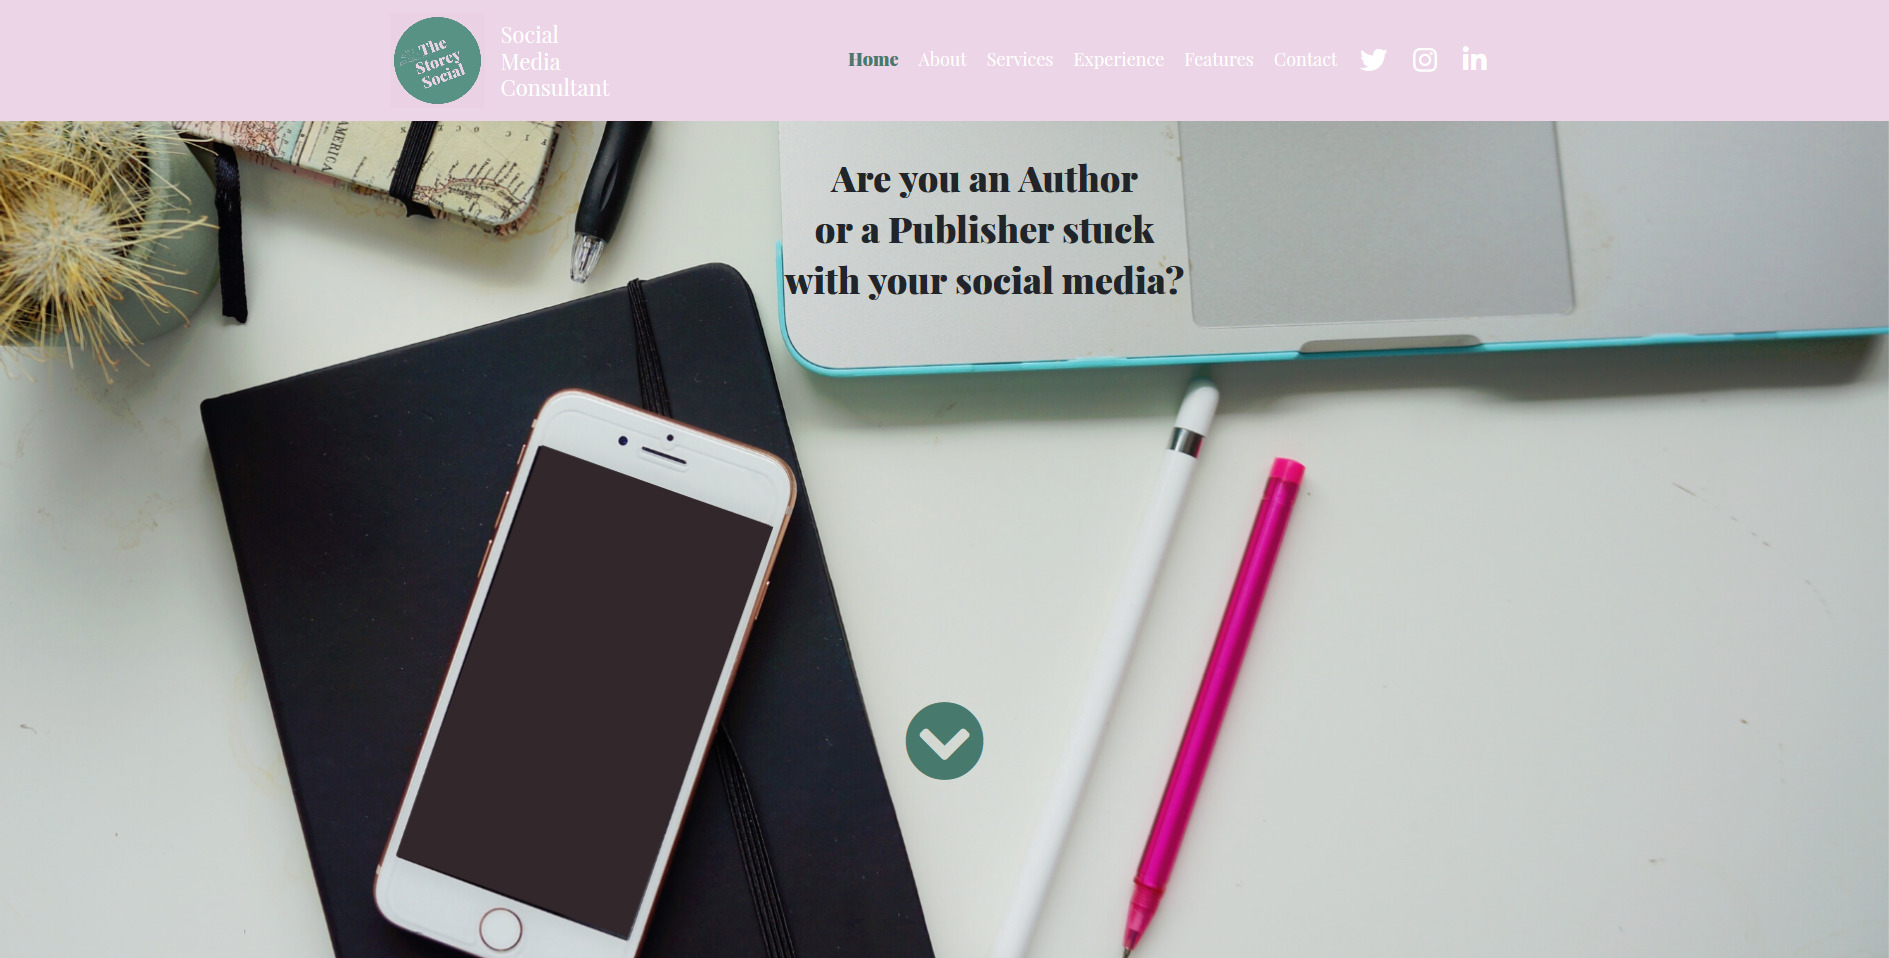 The
Storey
Social
Social
Media
Consultant
Home About Services Experience Features Contact
AMERICA
Are you an Author
or a Publisher stuck
with your social media?